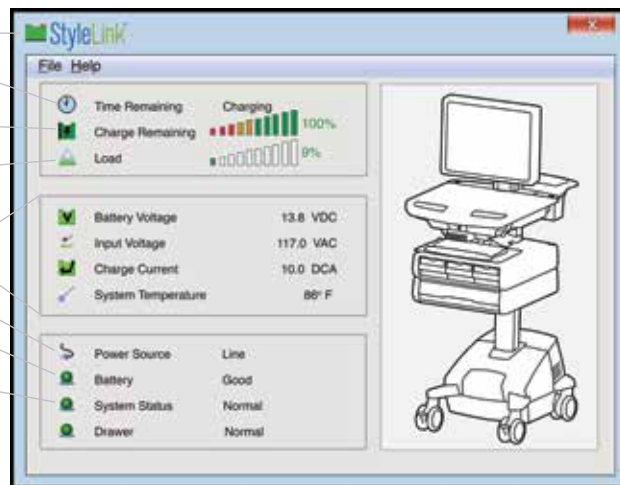 StyleLink
File Help
Time Remaining Charging
Charge Remaining 100%
Load 9%
Battery Voltage 13.8 VDC
Input Voltage 117.0 VAC
Charge Current 10.0 DCA
System Temperature 86° F
Power Source Line
Battery Good
System Status Normal
Drawer Normal